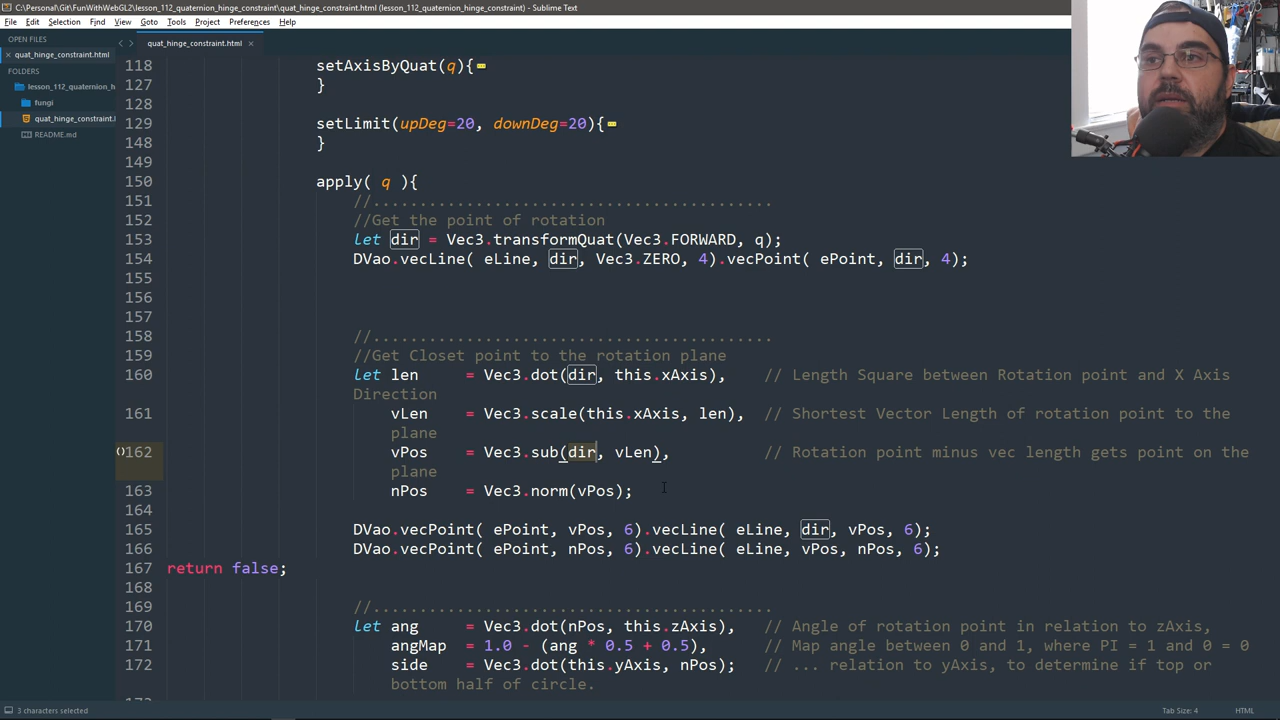 C:\Personal\Git\FunWithWebGL2\lesson_112_quaternion_hinge_constraint\quat_hinge_constraint.html (lesson_112_quaternion_hinge_constraint) - Sublime Text
File Edit Selection Find View Goto Tools Project Preferences Help
OPEN FILES
× quat_hinge_constraint.html
FOLDERS
lesson_112_quaternion_h
fungi
quat_hinge_constraint.
README.md
quat_hinge_constraint.html ×
118 setAxisByQuat(q){
127 }
128
129 setLimit(upDeg=20, downDeg=20){
148 }
149
150 apply( q ){
151 //...................................................
152 //Get the point of rotation
153 let dir = Vec3.transformQuat(Vec3.FORWARD, q);
154 DVao.vecLine( eLine, dir, Vec3.ZERO, 4).vecPoint( ePoint, dir, 4);
155
156
157
158 //...................................................
159 //Get Closet point to the rotation plane
160 let len = Vec3.dot(dir, this.xAxis), // Length Square between Rotation point and X Axis
Direction
161 vLen = Vec3.scale(this.xAxis, len), // Shortest Vector Length of rotation point to the
plane
162 vPos = Vec3.sub(dir, vLen), // Rotation point minus vec length gets point on the
plane
163 nPos = Vec3.norm(vPos);
164
165 DVao.vecPoint( ePoint, vPos, 6).vecLine( eLine, dir, vPos, 6);
166 DVao.vecPoint( ePoint, nPos, 6).vecLine( eLine, vPos, nPos, 6);
167 return false;
168
169 //...................................................
170 let ang = Vec3.dot(nPos, this.zAxis), // Angle of rotation point in relation to zAxis,
171 angMap = 1.0 - (ang * 0.5 + 0.5), // Map angle between 0 and 1, where PI = 1 and 0 = 0
172 side = Vec3.dot(this.yAxis, nPos); // ... relation to yAxis, to determine if top or
bottom half of circle.
3 characters selected
Tab Size: 4
HTML